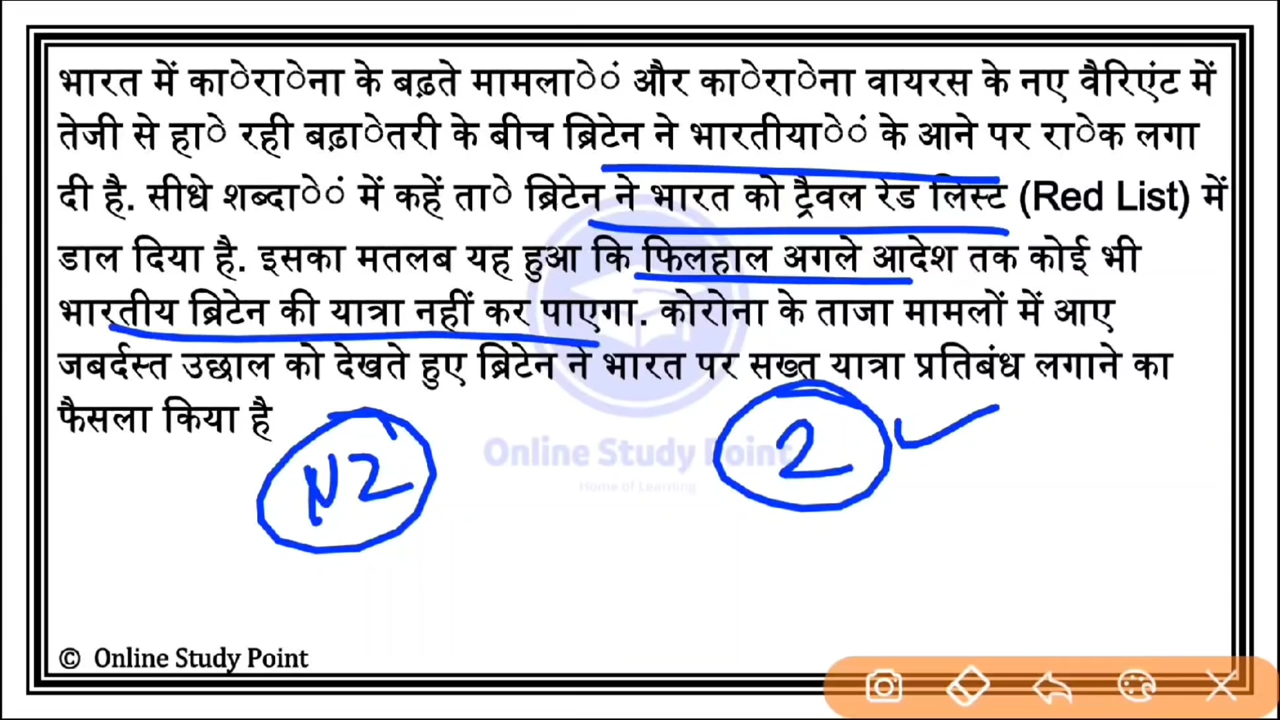 भारत में काेराेना के बढ़ते मामलाें और काेराेना वायरस के नए वैरिएंट में
तेजी से हाे रही बढ़ाेतरी के बीच ब्रिटेन ने भारतीयाें के आने पर राेक लगा
दी है. सीधे शब्दाें में कहें ताे ब्रिटेन ने भारत को ट्रैवल रेड लिस्ट (Red List) में
डाल दिया है. इसका मतलब यह हुआ कि फिलहाल अगले आदेश तक कोई भी
भारतीय ब्रिटेन की यात्रा नहीं कर पाएगा. कोरोना के ताजा मामलों में आए
जबर्दस्त उछाल को देखते हुए ब्रिटेन ने भारत पर सख्त यात्रा प्रतिबंध लगाने का
फैसला किया है
NZ
2
Online Study Point
Home of Learning
© Online Study Point